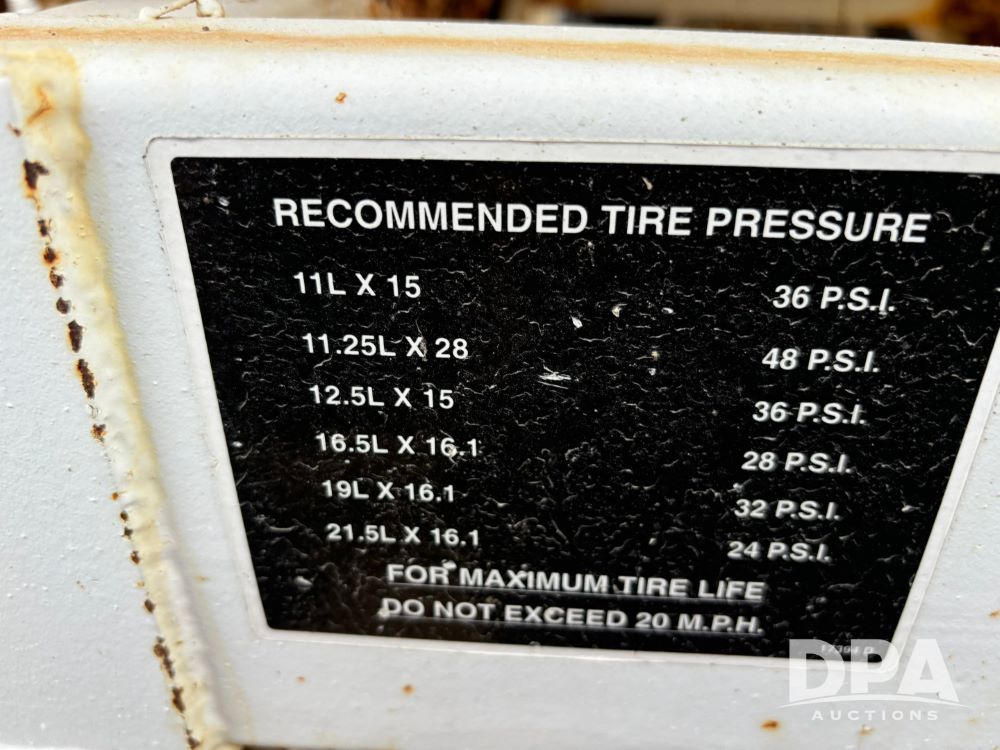 RECOMMENDED TIRE PRESSURE
11L X 15 36 P.S.I.
11.25L X 28 48 P.S.I.
12.5L X 15 36 P.S.I.
16.5L X 16.1 28 P.S.I.
19L X 16.1 32 P.S.I.
21.5L X 16.1 24 P.S.I.
FOR MAXIMUM TIRE LIFE
DO NOT EXCEED 20 M.P.H.
DPA
AUCTIONS